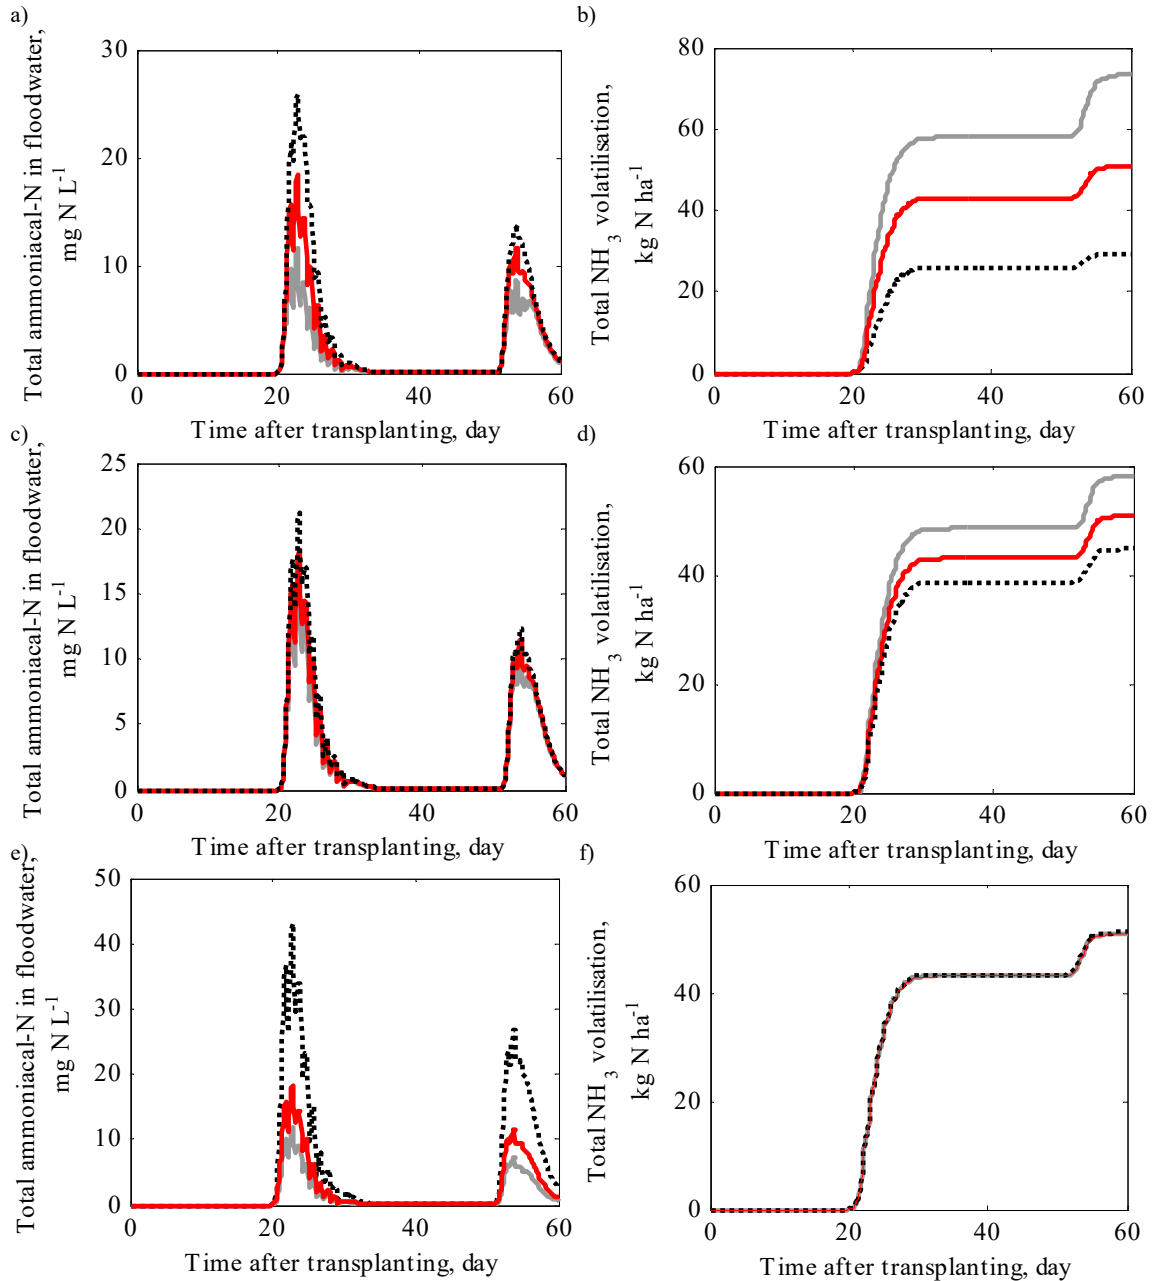 a)
Total ammoniacal-N in floodwater,
mg N L-1
30
20
10
0
0
20
40
60
Time after transplanting, day
b)
Total NH3 volatilisation,
kg N ha-1
80
60
40
20
0
0
20
40
60
Time after transplanting, day
c)
Total ammoniacal-N in floodwater,
mg N L-1
25
20
15
10
5
0
0
20
40
60
Time after transplanting, day
d)
Total NH3 volatilisation,
kg N ha-1
60
40
20
0
0
20
40
60
Time after transplanting, day
e)
Total ammoniacal-N in floodwater,
mg N L-1
50
40
30
20
10
0
0
20
40
60
Time after transplanting, day
f)
Total NH3 volatilisation,
kg N ha-1
60
40
20
0
0
20
40
60
Time after transplanting, day